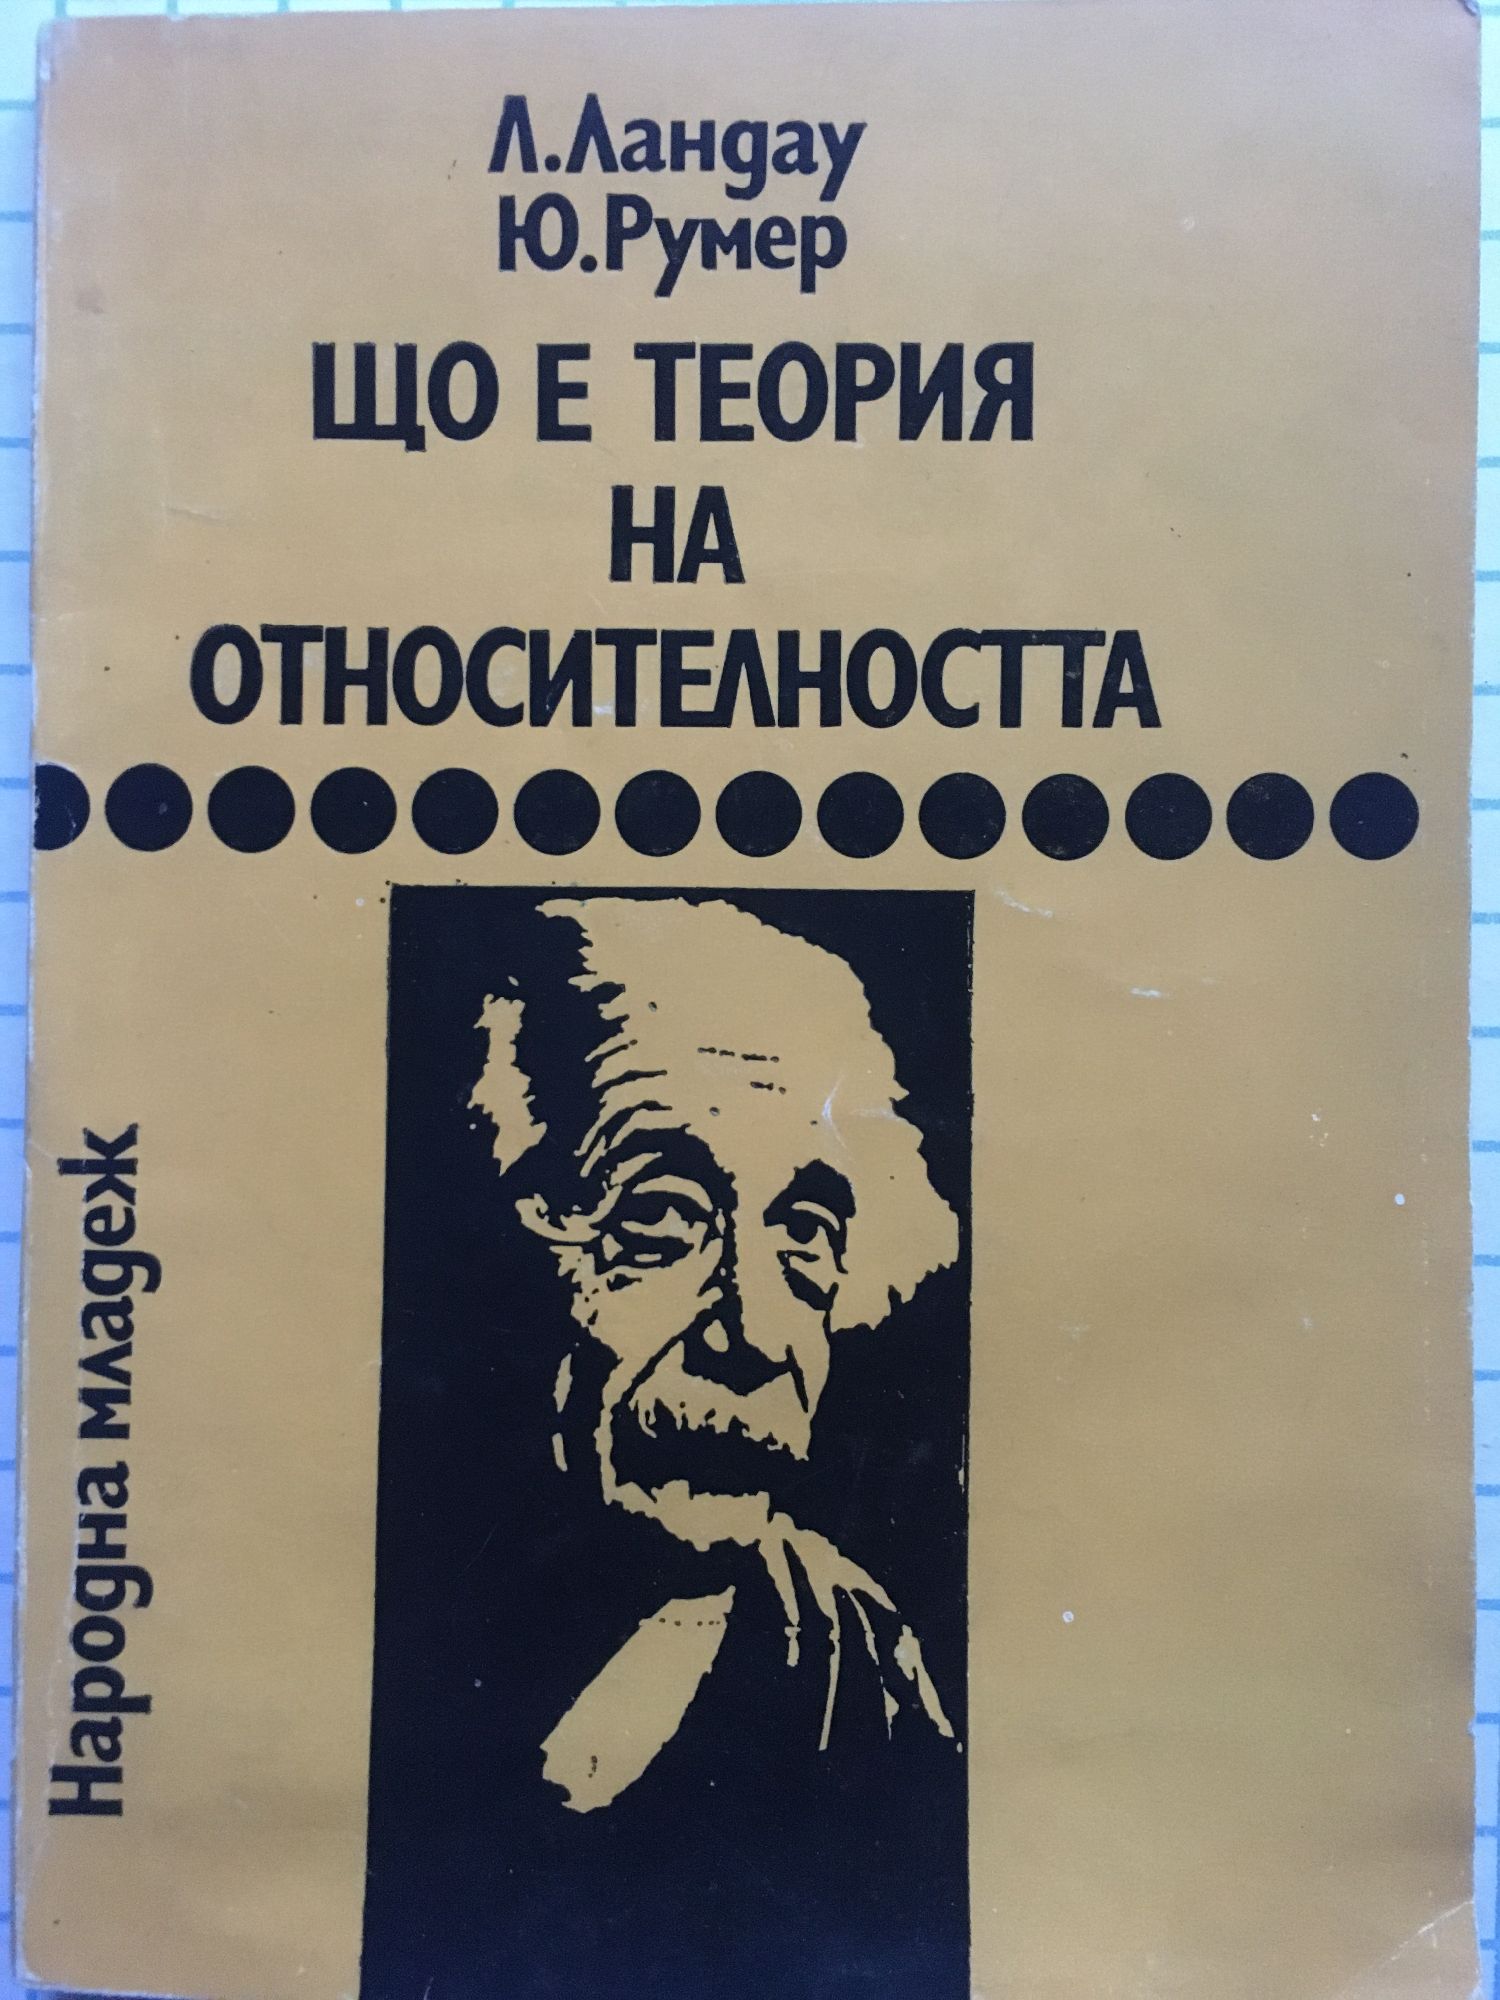 Л.Ландау
Ю.Румер
ЩО Е ТЕОРИЯ
НА
ОТНОСИТЕЛНОСТТА
Народна младеж